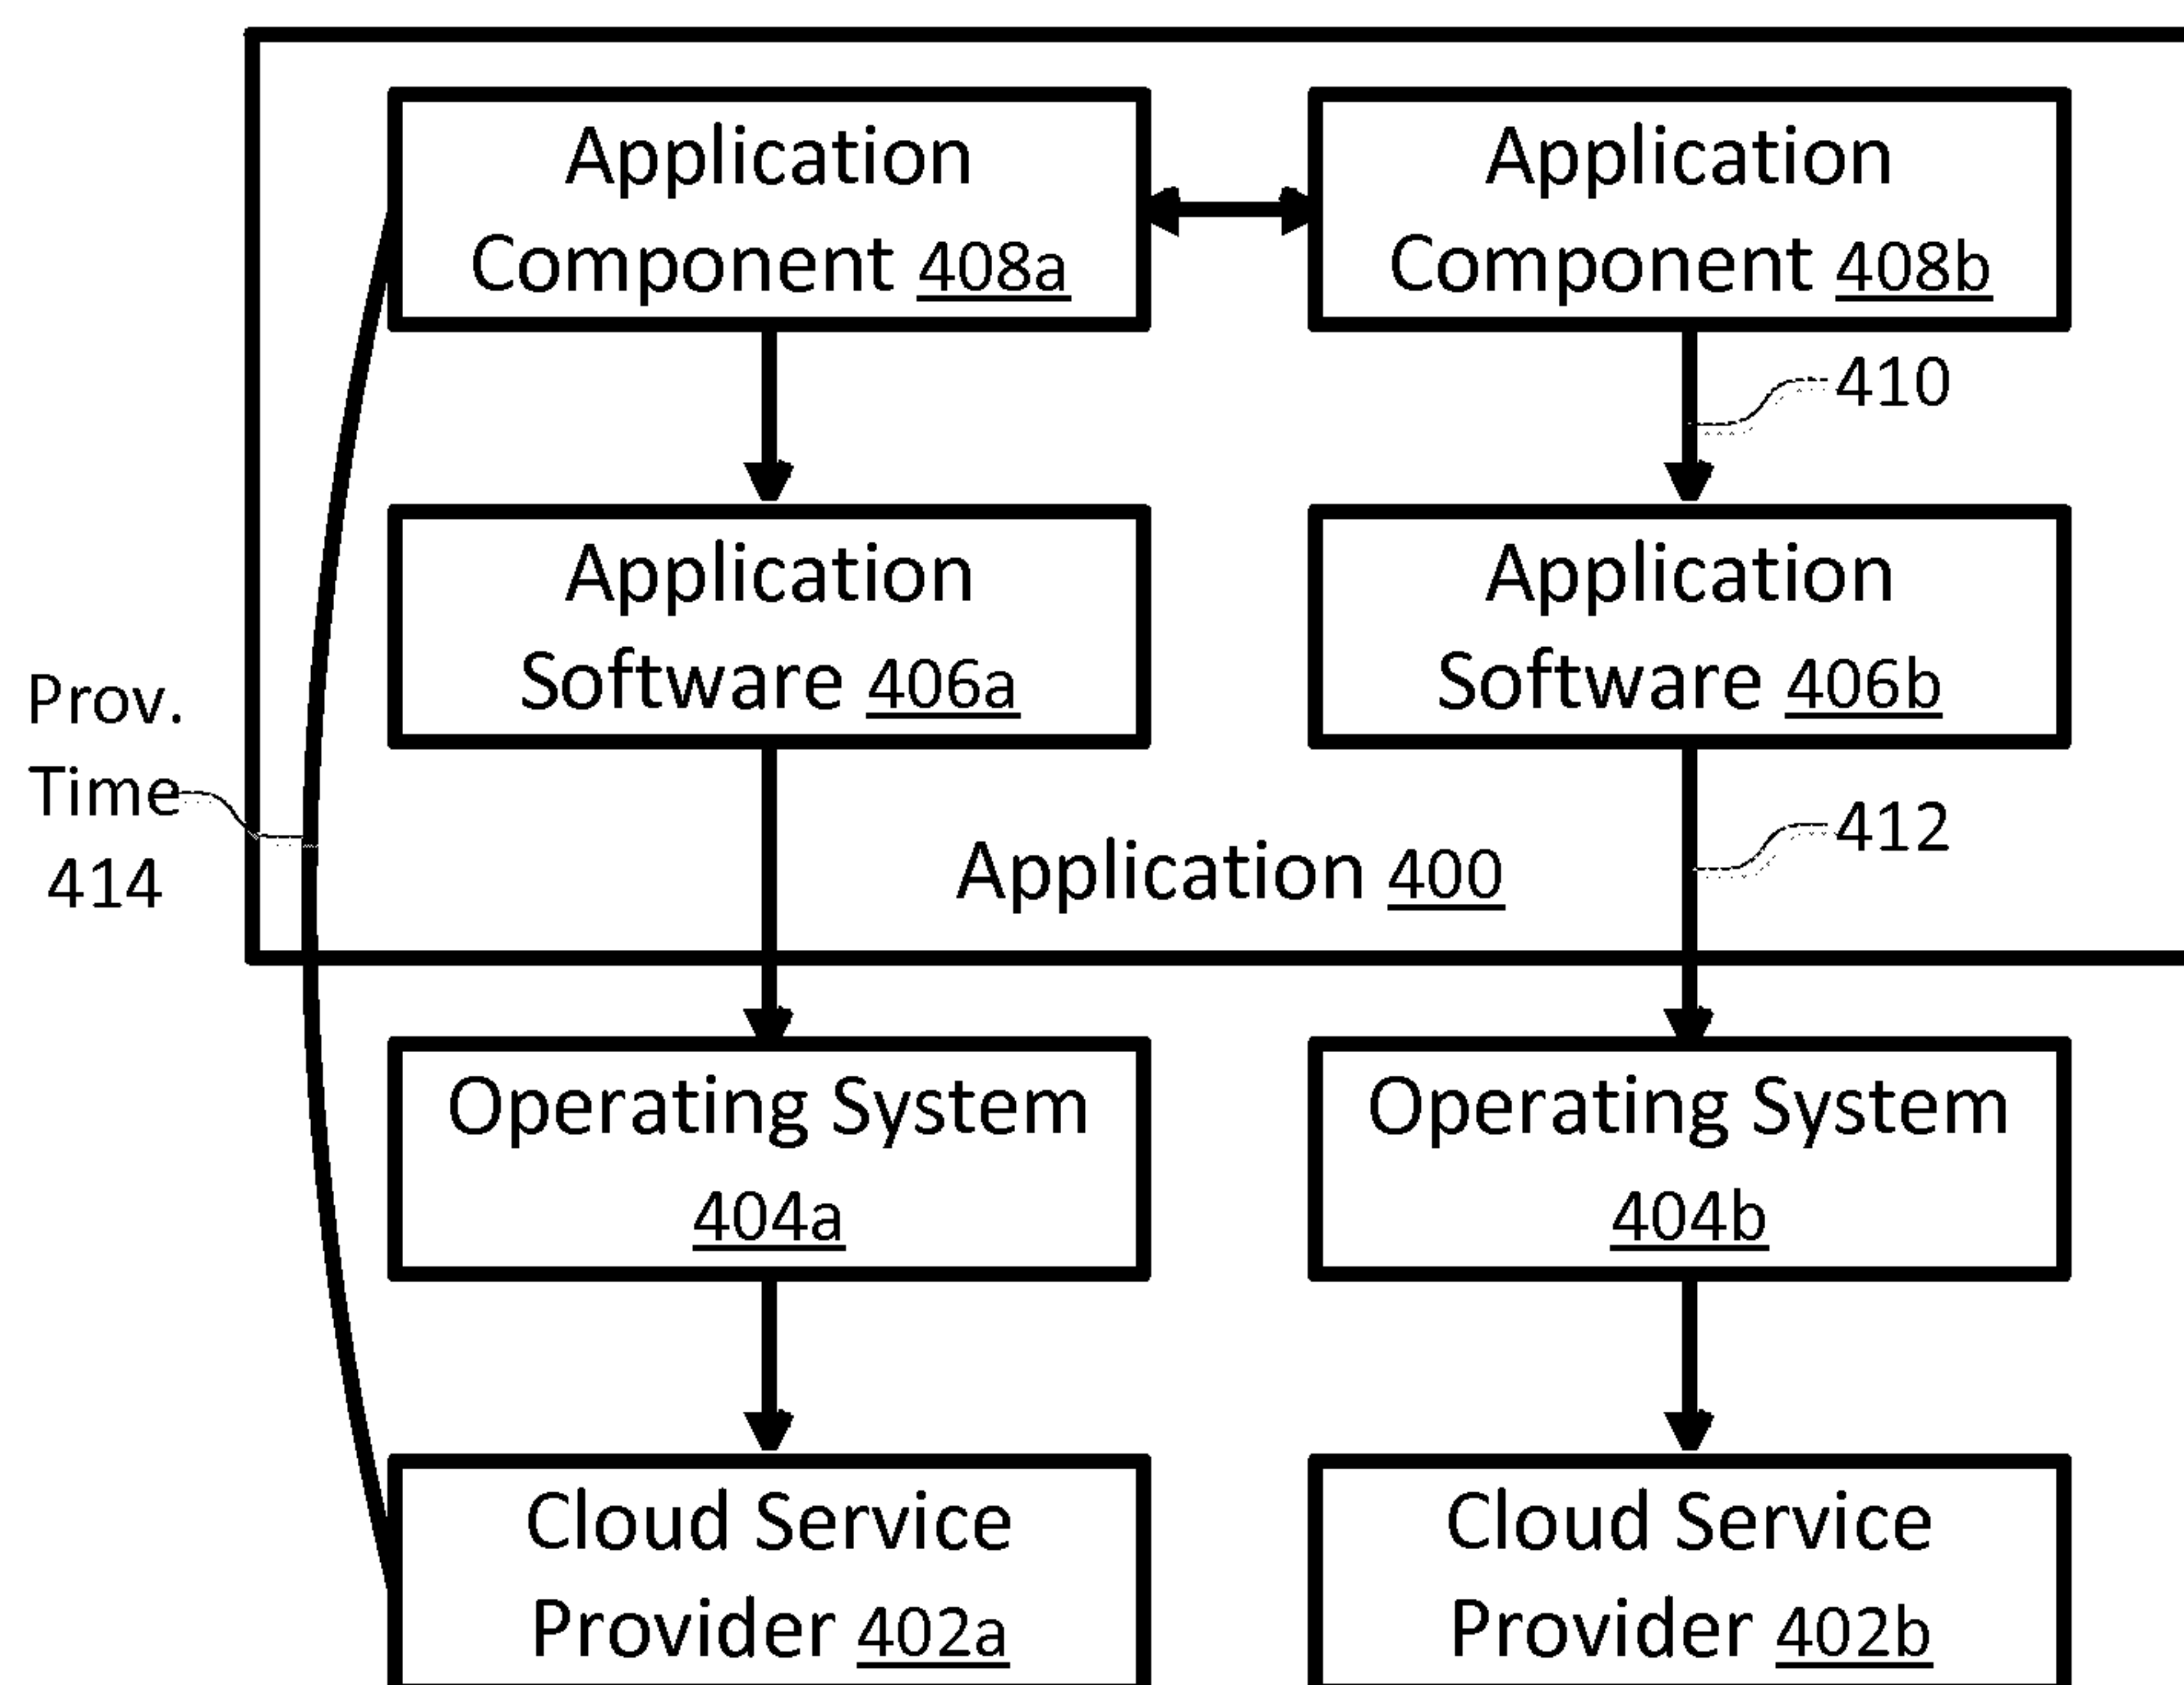 Application
Component 408a
Application
Component 408b
410
Application
Software 406a
Application
Software 406b
Prov.
Time
414
412
Application 400
Operating System
404a
Operating System
404b
Cloud Service
Provider 402a
Cloud Service
Provider 402b